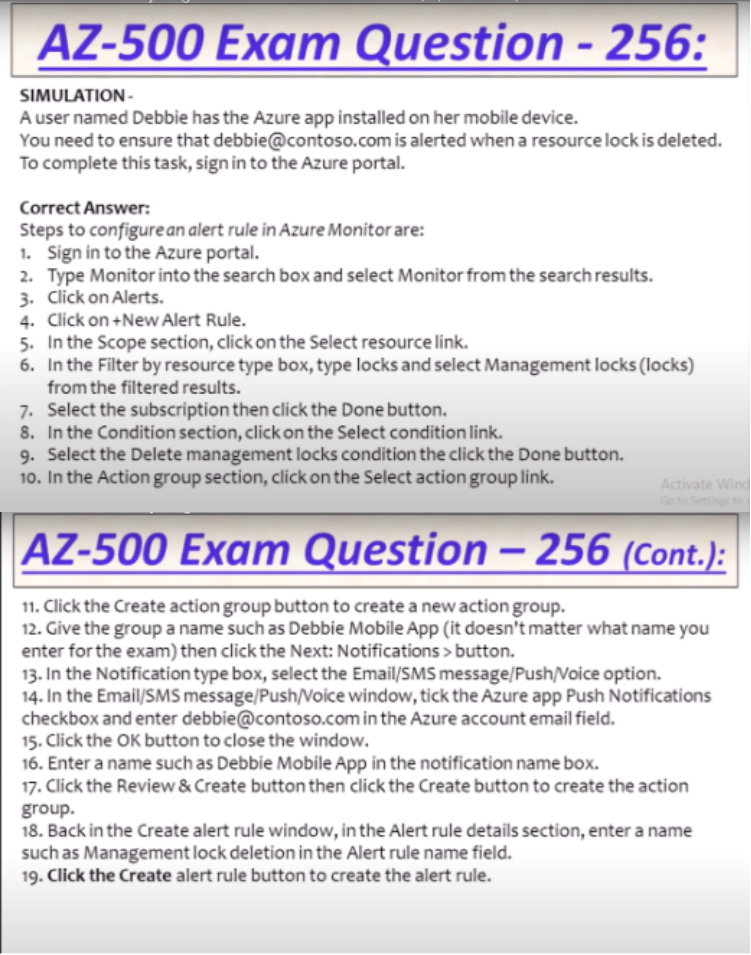 AZ-500 Exam Question - 256:
SIMULATION -
A user named Debbie has the Azure app installed on her mobile device.
You need to ensure that debbie@contoso.com is alerted when a resource lock is deleted.
To complete this task, sign in to the Azure portal.
Correct Answer:
Steps to configure an alert rule in Azure Monitor are:
1. Sign in to the Azure portal.
2. Type Monitor into the search box and select Monitor from the search results.
3. Click on Alerts.
4. Click on +New Alert Rule.
5. In the Scope section, click on the Select resource link.
6. In the Filter by resource type box, type locks and select Management locks (locks)
from the filtered results.
7. Select the subscription then click the Done button.
8. In the Condition section, click on the Select condition link.
9. Select the Delete management locks condition the click the Done button.
10. In the Action group section, click on the Select action group link.
Activate Wind
Go to Settings to a
AZ-500 Exam Question – 256 (Cont.):
11. Click the Create action group button to create a new action group.
12. Give the group a name such as Debbie Mobile App (it doesn't matter what name you
enter for the exam) then click the Next: Notifications > button.
13. In the Notification type box, select the Email/SMS message/Push/Voice option.
14. In the Email/SMS message/Push/Voice window, tick the Azure app Push Notifications
checkbox and enter debbie@contoso.com in the Azure account email field.
15. Click the OK button to close the window.
16. Enter a name such as Debbie Mobile App in the notification name box.
17. Click the Review & Create button then click the Create button to create the action
group.
18. Back in the Create alert rule window, in the Alert rule details section, enter a name
such as Management lock deletion in the Alert rule name field.
19. Click the Create alert rule button to create the alert rule.